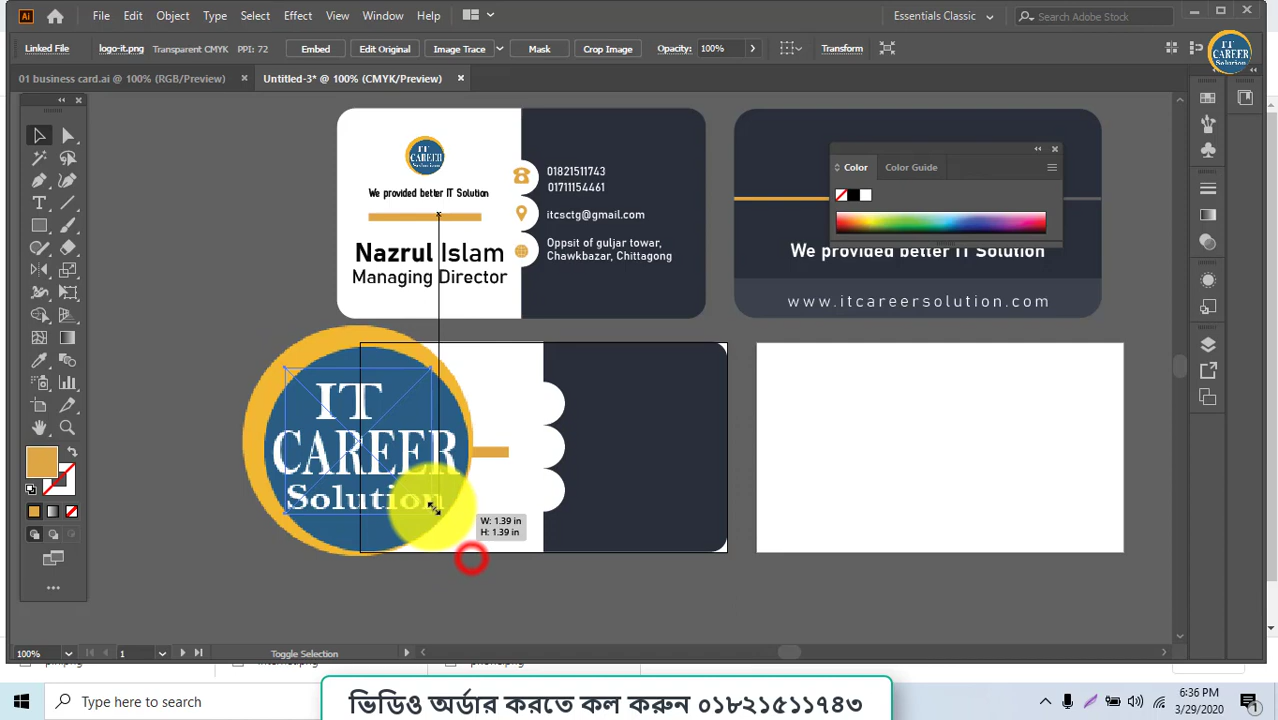 Ai File Edit Object Type Select Effect View Window Help Essentials Classic Search Adobe Stock
Linked File logo-it.png Transparent CMYK PPI: 72 Embed Edit Original Image Trace Mask Crop Image Opacity: 100% Transform
01 business card.ai @ 100% (RGB/Preview) × Untitled-3* @ 100% (CMYK/Preview) ×
IT
CAREER
Solution
IT
CAREER
Solution
We provided better IT Solution
Nazrul Islam
Managing Director
01821511743
01711154461
itcsctg@gmail.com
Oppsit of guljar towar,
Chawkbazar, Chittagong
Color Color Guide
We provided better IT Solution
www.itcareersolution.com
IT
CAREER
Solution
W: 1.39 in
H: 1.39 in
100% 1 Toggle Selection
Type here to search
6:36 PM
3/29/2020
ভিডিও অর্ডার করতে কল করুন ০১৮২১৫১১৭৪৩